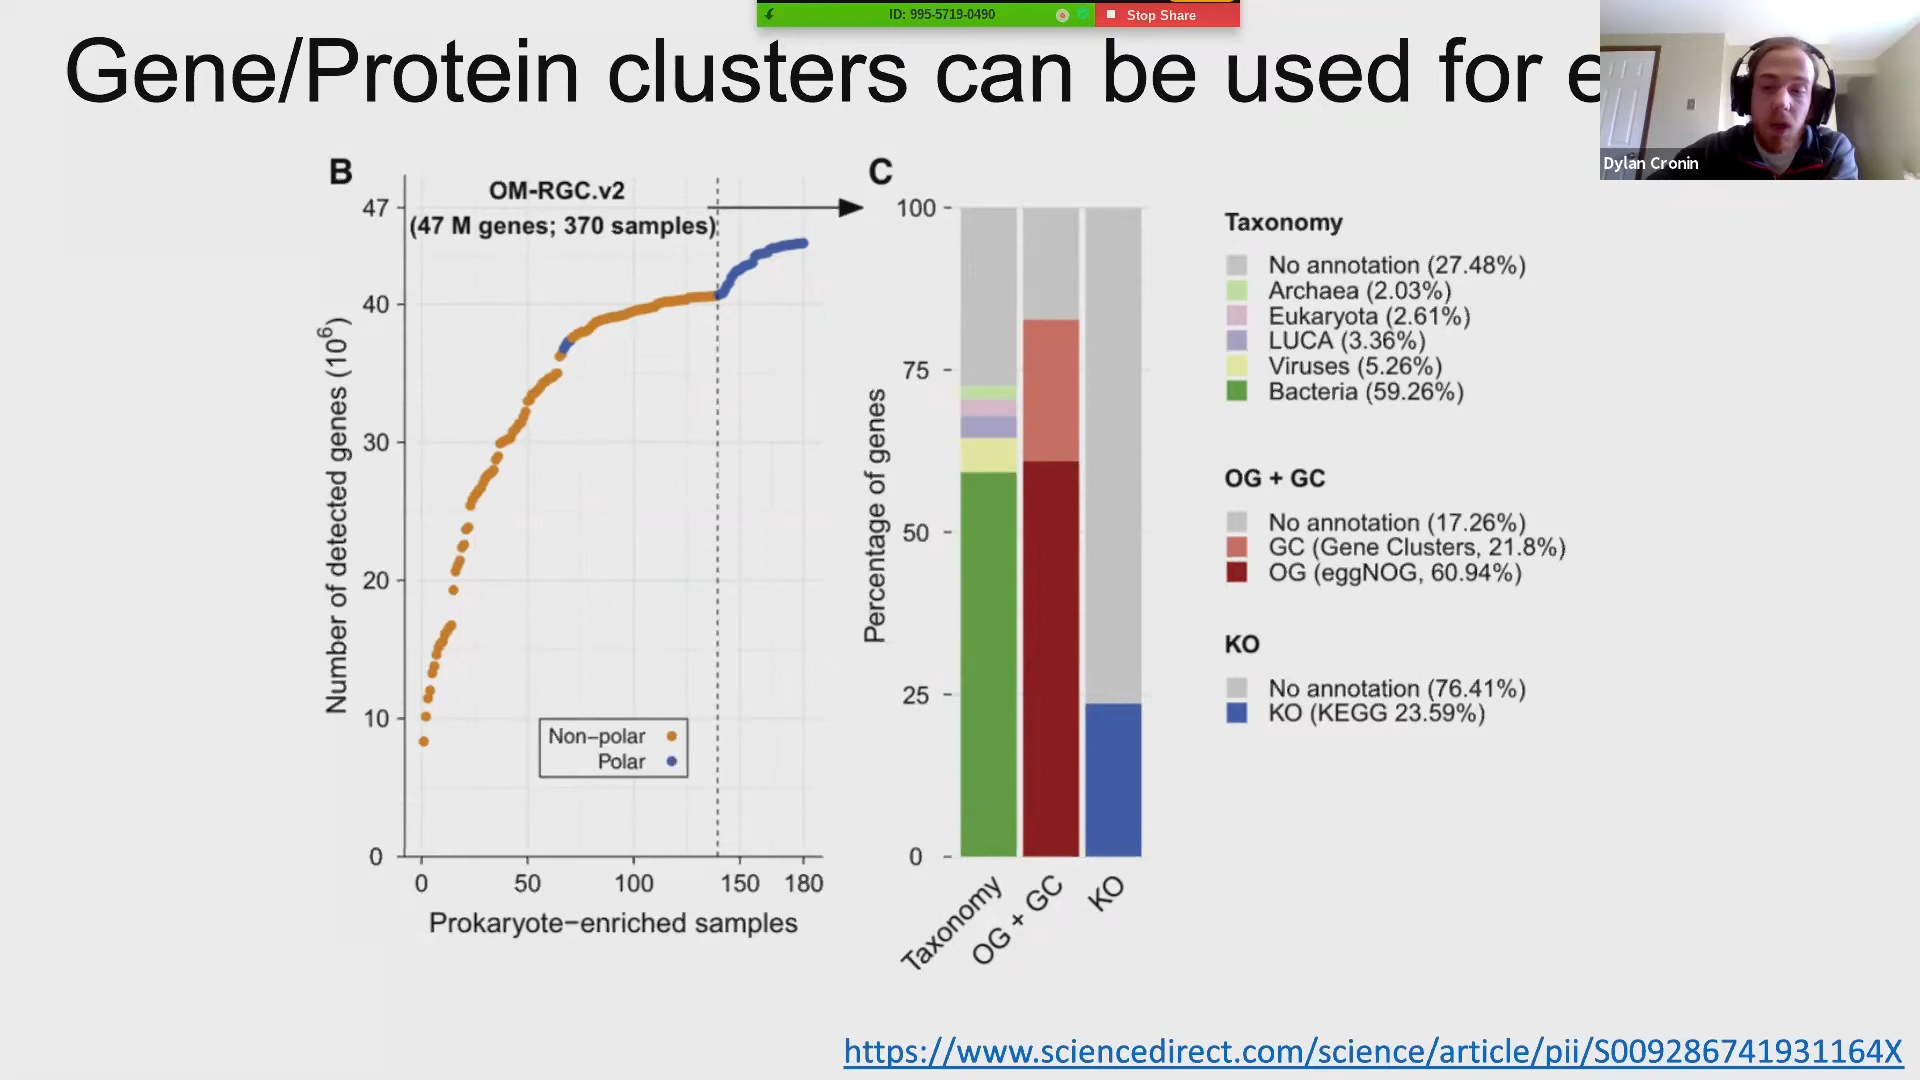 ID: 995-5719-0490
Stop Share
Gene/Protein clusters can be used for e
Dylan Cronin
B
OM-RGC.v2
(47 M genes; 370 samples)
47
40
30
20
10
0
Number of detected genes (10⁶)
Non−polar
Polar
0 50 100 150 180
Prokaryote−enriched samples
C
100
75
50
25
0
Percentage of genes
Taxonomy
OG + GC
KO
Taxonomy
No annotation (27.48%)
Archaea (2.03%)
Eukaryota (2.61%)
LUCA (3.36%)
Viruses (5.26%)
Bacteria (59.26%)
OG + GC
No annotation (17.26%)
GC (Gene Clusters, 21.8%)
OG (eggNOG, 60.94%)
KO
No annotation (76.41%)
KO (KEGG 23.59%)
https://www.sciencedirect.com/science/article/pii/S009286741931164X